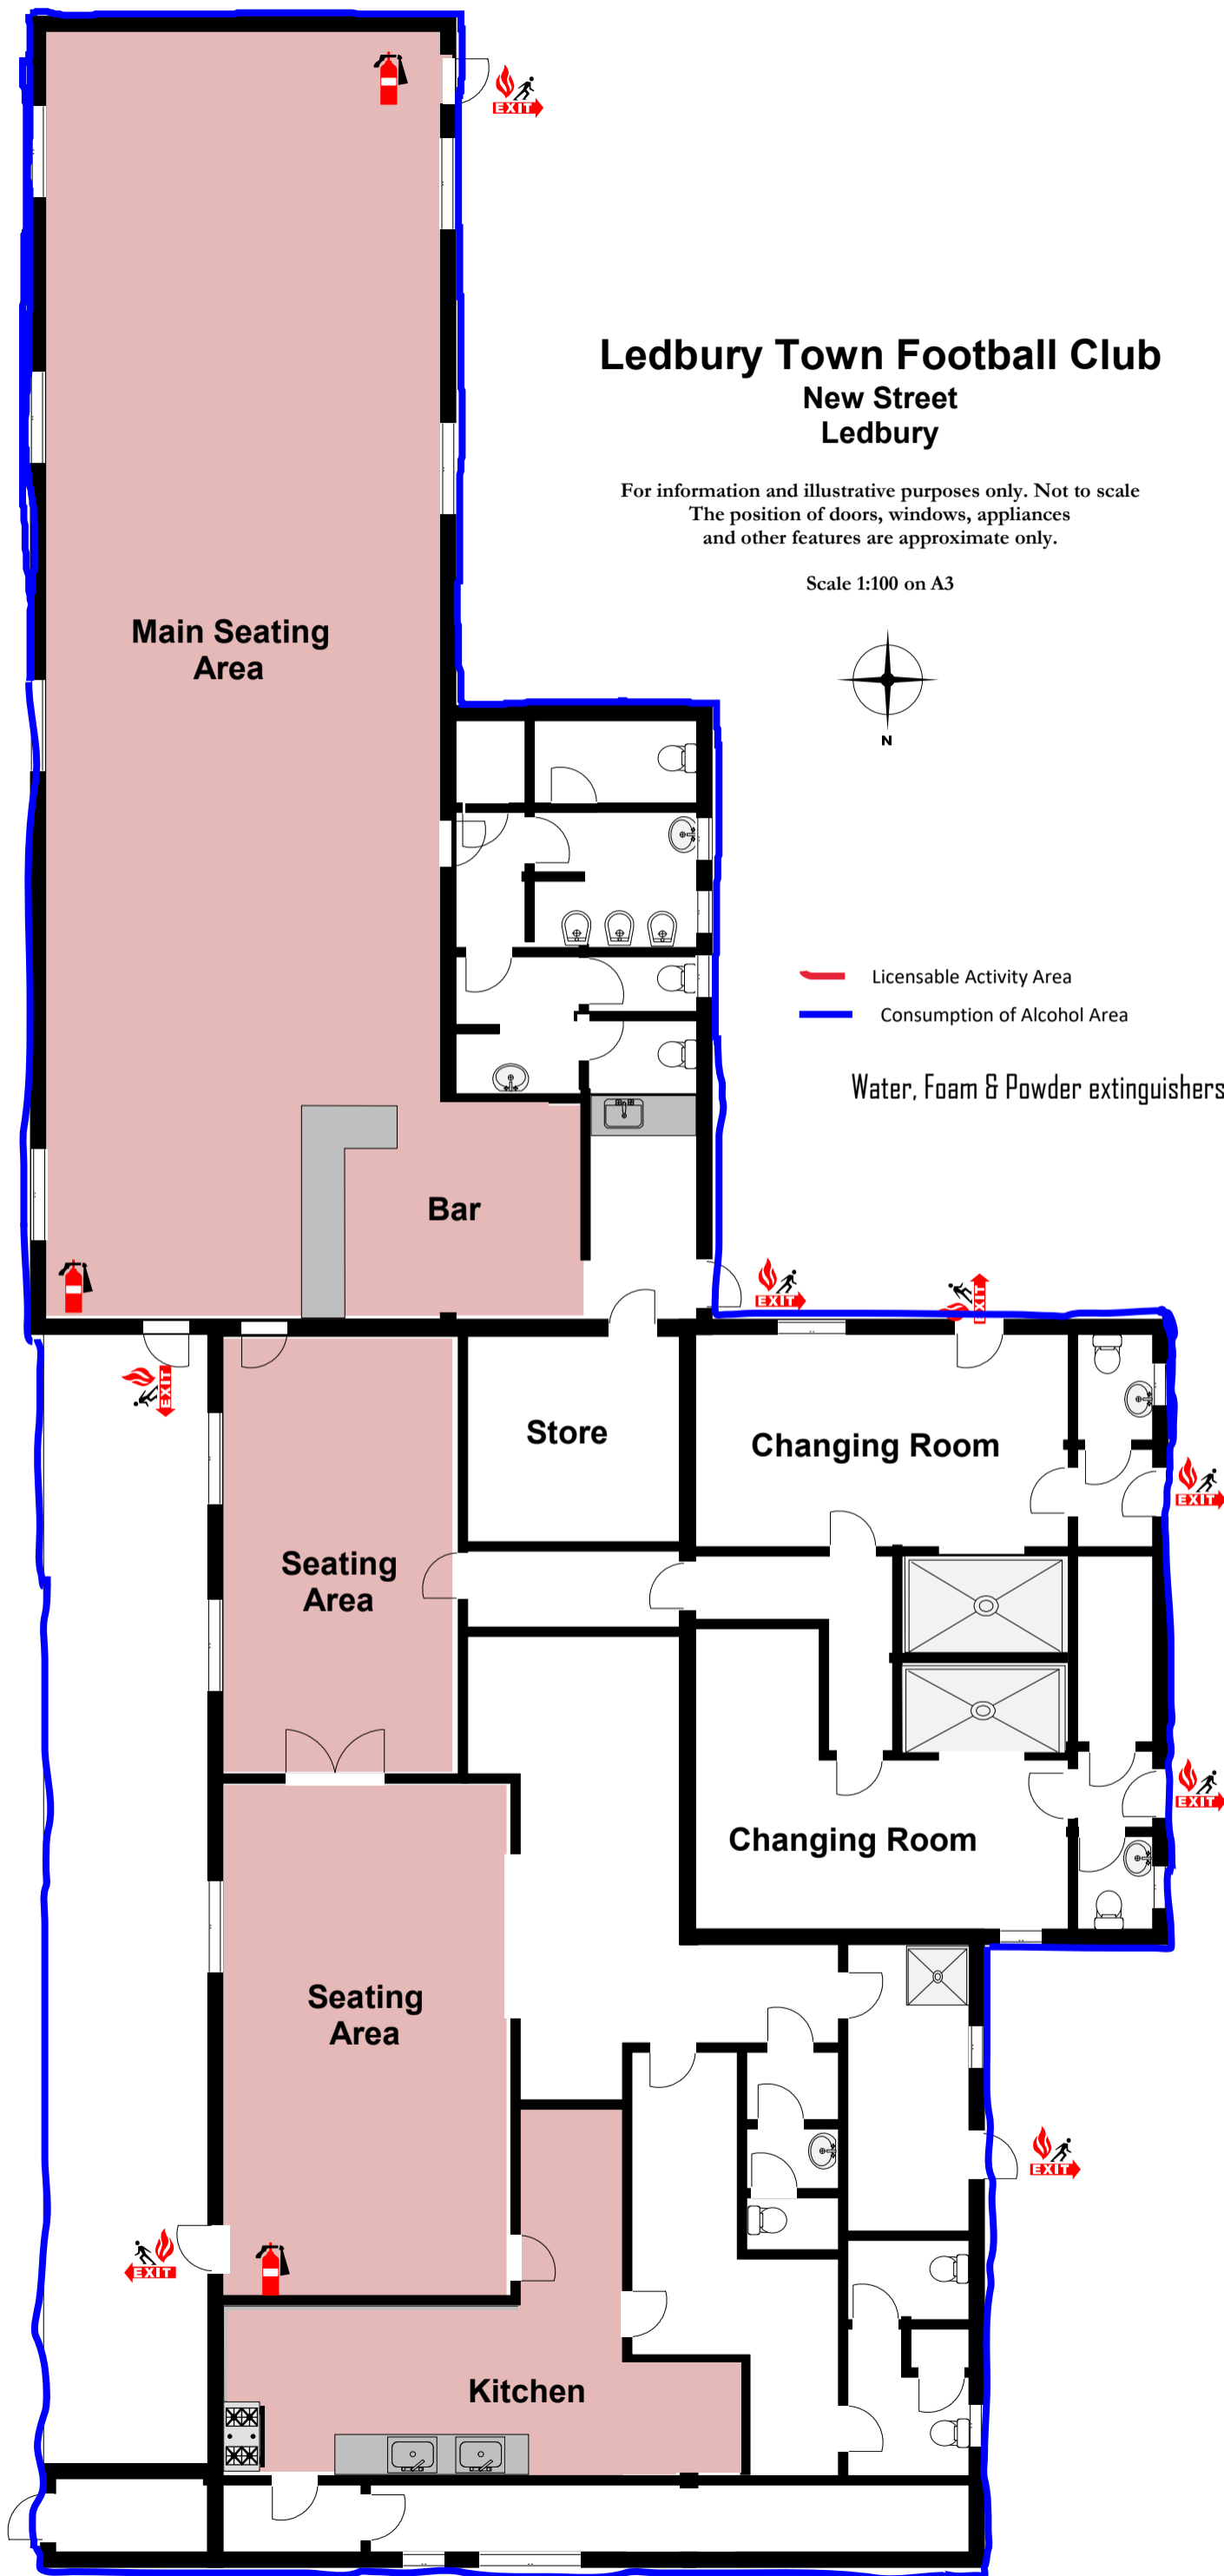 EXIT
Ledbury Town Football Club
New Street
Ledbury
For information and illustrative purposes only. Not to scale
The position of doors, windows, appliances
and other features are approximate only.
Scale 1:100 on A3
Main Seating
Area
N
Licensable Activity Area
Consumption of Alcohol Area
Water, Foam & Powder extinguishers
Bar
EXIT
EXIT
EXIT
Store
Changing Room
EXIT
Seating
Area
EXIT
Changing Room
Seating
Area
EXIT
EXIT
Kitchen